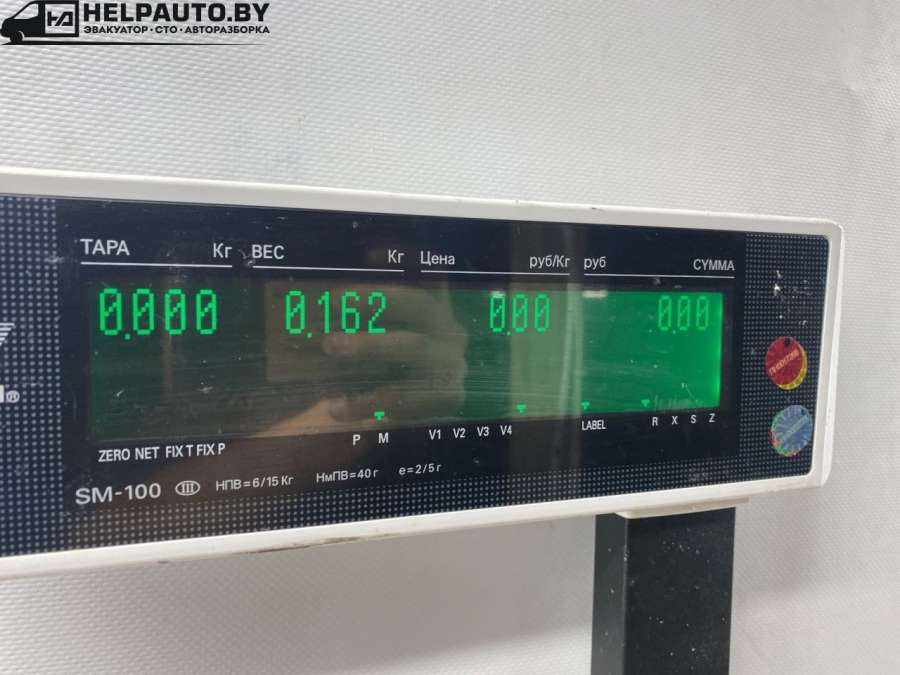 HELPAUTO.BY
ЭВАКУАТОР · СТО · АВТОРАЗБОРКА
ТАРА Кг ВЕС Кг Цена руб/Кг руб СУММА
0.000 0.162 0.00 0.00
ZERO NET FIX T FIX P P M V1 V2 V3 V4 LABEL R X S Z
SM-100 III НПВ=6/15 Кг НмПВ=40 г e=2/5 г